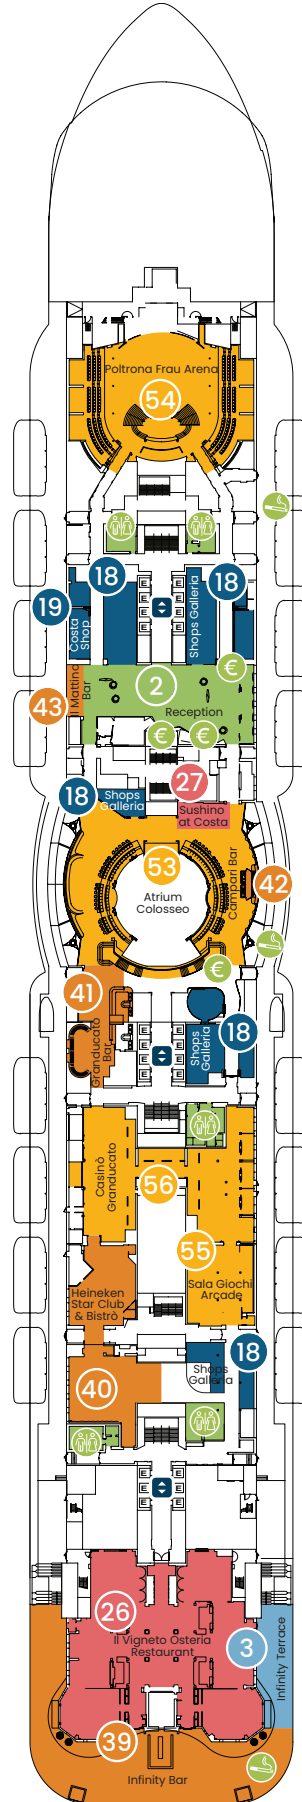 Poltrona Frau Arena
54
18
18
19
Costa
Shop
Shops Galleria
€
2
Il Mattino
Bar
43
Reception
€
€
27
18
Shops
Galleria
Sushino
at Costa
53
Atrium
Colosseo
Campari Bar
42
€
41
Granducato
Bar
Shops
Galleria
18
Casinò
Granducato
56
55
Heineken
Star Club
& Bistrò
Sala Giochi
Arcade
18
Shops
Galleria
40
26
Il Vigneto Osteria
Restaurant
3
Infinity Terrace
39
Infinity Bar